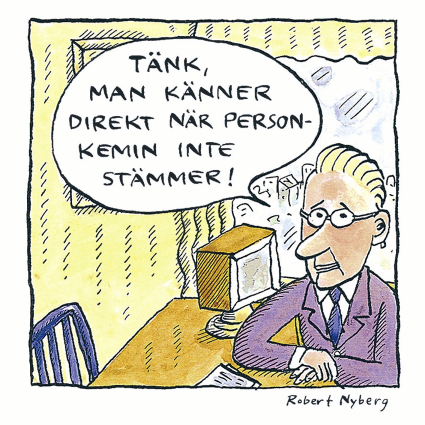 TÄNK,
MAN KÄNNER
DIREKT NÄR PERSON-
KEMIN INTE
STÄMMER!
Robert Nyberg